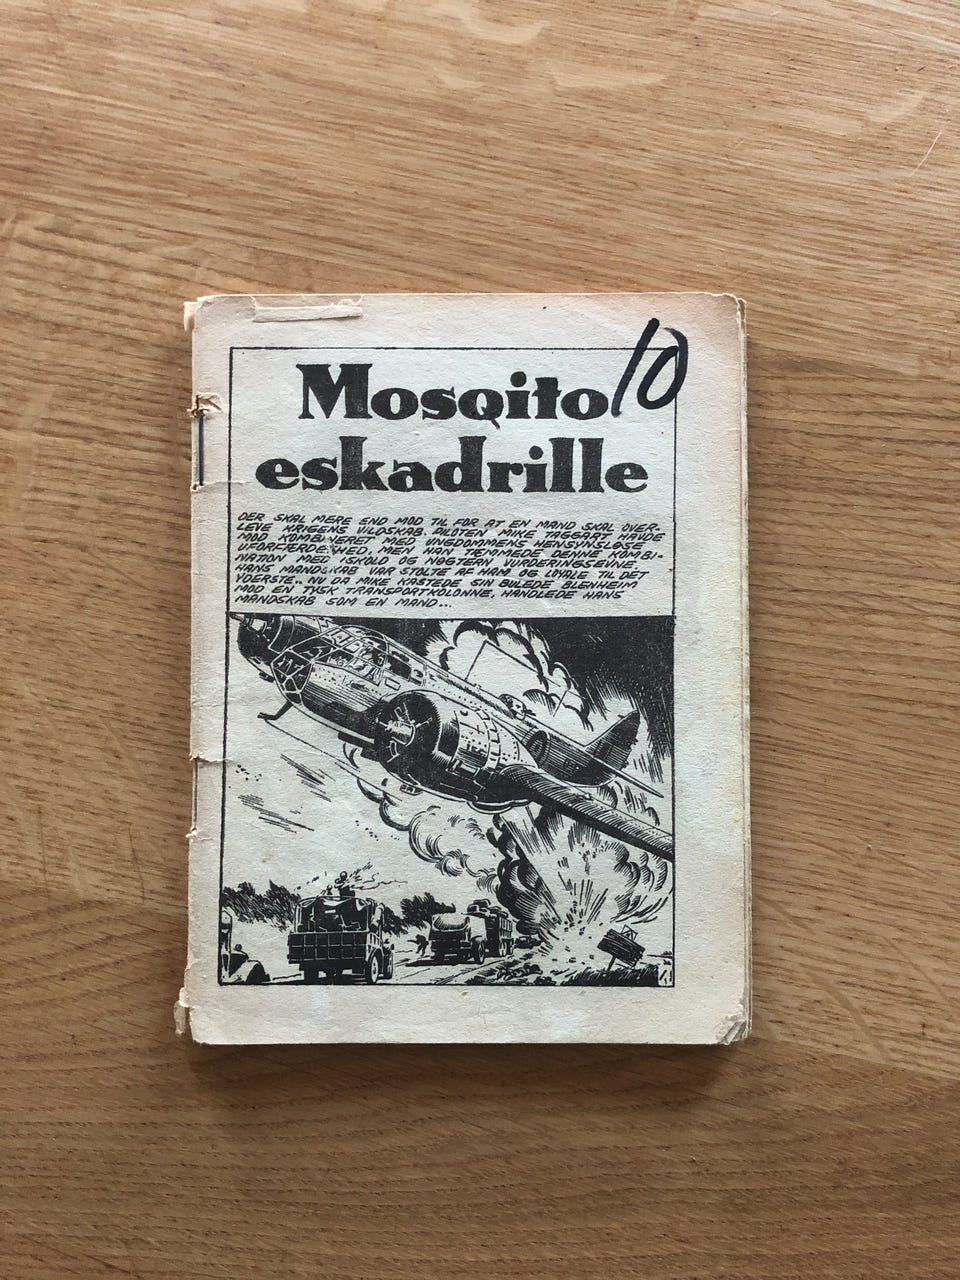 10
Mosqito
eskadrille
DER SKAL MERE END MOD TIL FOR AT EN MAND SKAL OVER-
LEVE KRIGENS VILDSKAB. PILOTEN MIKE TAGGART HAVDE
MOD KOMBINERET MED UNGDOMMENS HENSYNSLØSE
UFORFÆRDETHED, MEN HAN TÆMMEDE DENNE KOMBI-
NATION MED ISKOLD OG NØGTERN VURDERINGSEVNE.
HANS MANDSKAB VAR STOLTE AF HAM OG LOYALE TIL DET
YDERSTE.. NU DA MIKE KASTEDE SIN BULEDE BLENHEIM
MOD EN TYSK TRANSPORTKOLONNE, HANDLEDE HANS
MANDSKAB SOM EN MAND...